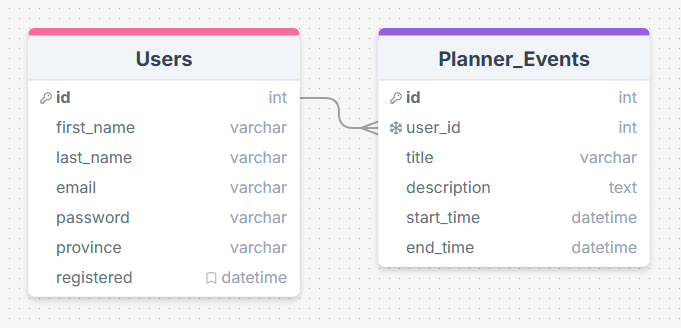 Users
id int
first_name varchar
last_name varchar
email varchar
password varchar
province varchar
registered datetime
Planner_Events
id int
user_id int
title varchar
description text
start_time datetime
end_time datetime